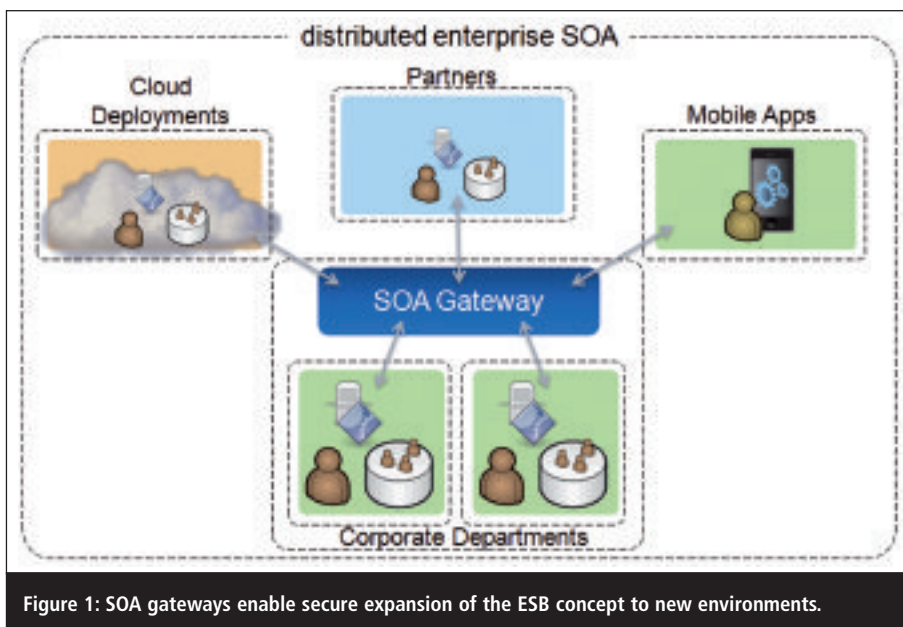 distributed enterprise SOA
Cloud
Deployments
Partners
Mobile Apps
SOA Gateway
Corporate Departments
Figure 1: SOA gateways enable secure expansion of the ESB concept to new environments.